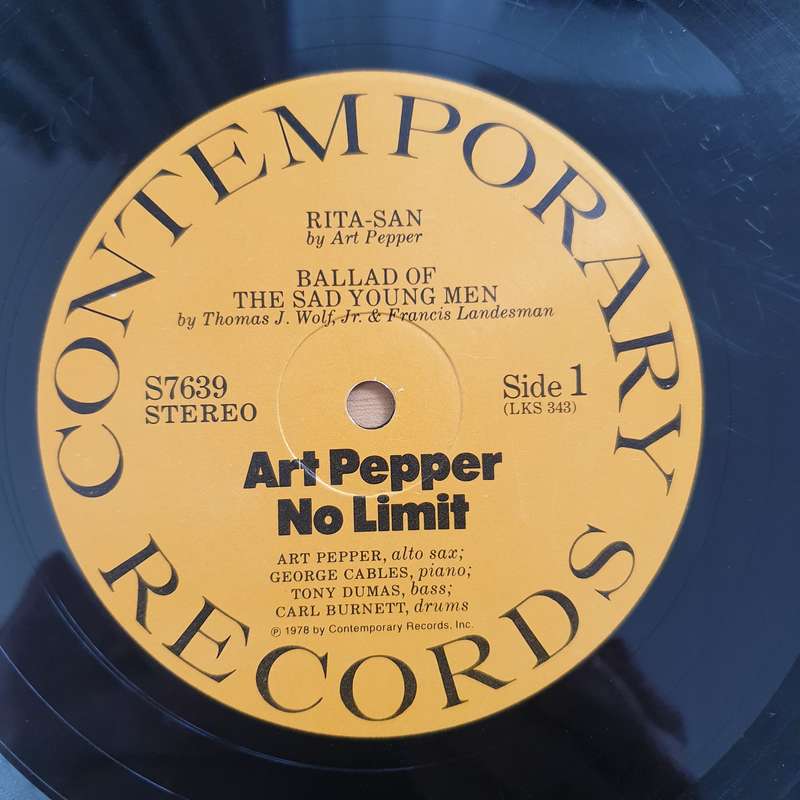 CONTEMPORARY
RITA-SAN
by Art Pepper
BALLAD OF
THE SAD YOUNG MEN
by Thomas J. Wolf, Jr. & Francis Landesman
S7639
STEREO
Side 1
(LKS 343)
Art Pepper
No Limit
ART PEPPER, alto sax;
GEORGE CABLES, piano;
TONY DUMAS, bass;
CARL BURNETT, drums
℗ 1978 by Contemporary Records, Inc.
RECORDS